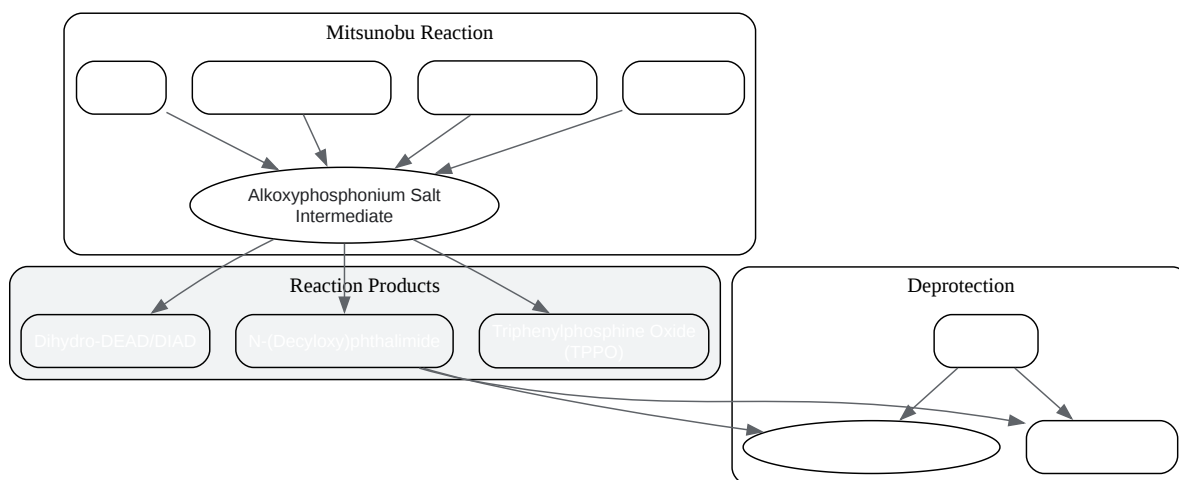 Mitsunobu Reaction
Alkoxyphosphonium Salt
Intermediate
Reaction Products
Deprotection
Dihydro-DEAD/DIAD
N-(Decyloxy)phthalimide
Triphenylphosphine Oxide
(TPPO)